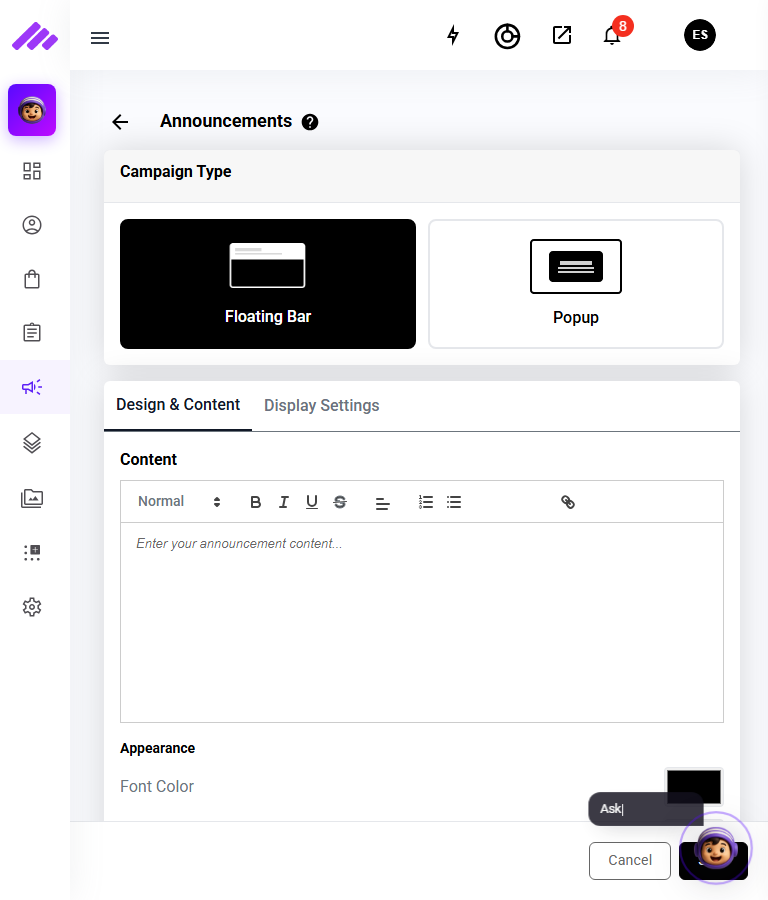 8
ES
Announcements
Campaign Type
Floating Bar
Popup
Design & Content
Display Settings
Content
Normal
Enter your announcement content...
Appearance
Font Color
Ask
Cancel